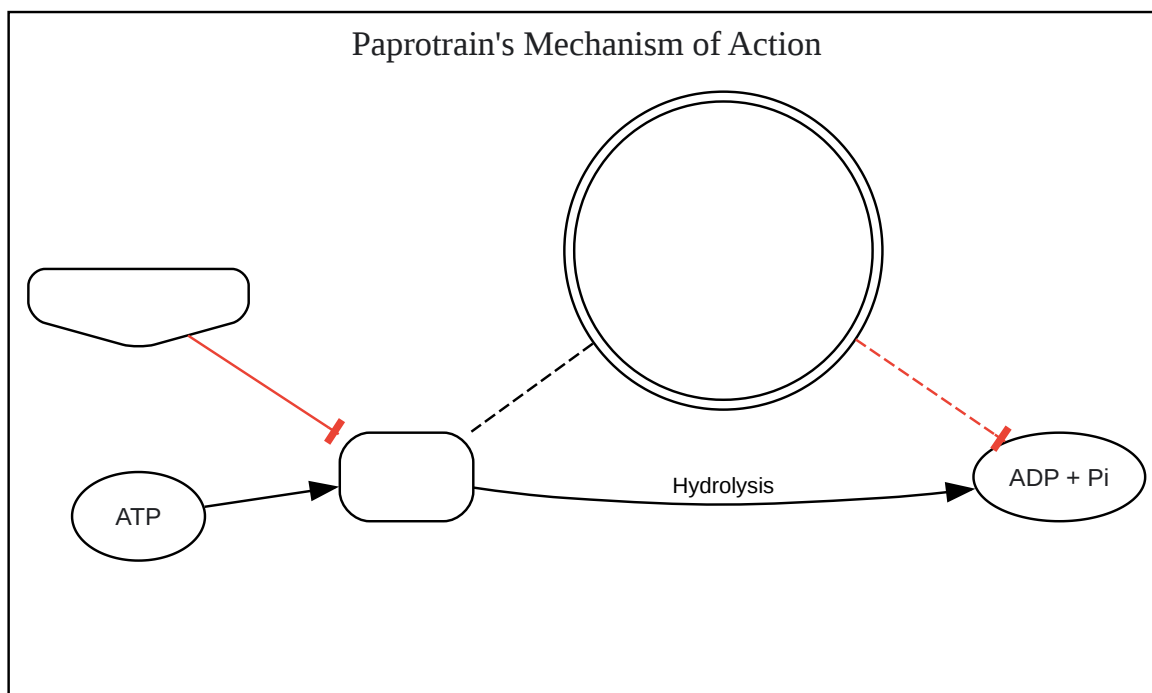 Paprotrain's Mechanism of Action
Hydrolysis
ADP + Pi
ATP